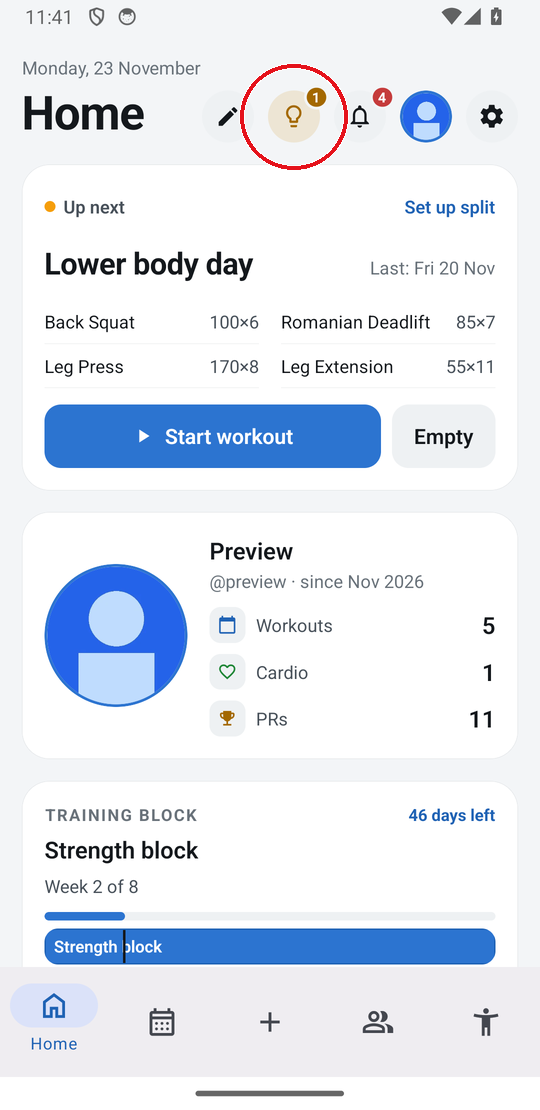 11:41
Monday, 23 November
Home
1
4
Up next
Set up split
Lower body day
Last: Fri 20 Nov
Back Squat 100×6 Romanian Deadlift 85×7
Leg Press 170×8 Leg Extension 55×11
Start workout
Empty
Preview
@preview · since Nov 2026
Workouts 5
Cardio 1
PRs 11
TRAINING BLOCK
46 days left
Strength block
Week 2 of 8
Strength block
Home